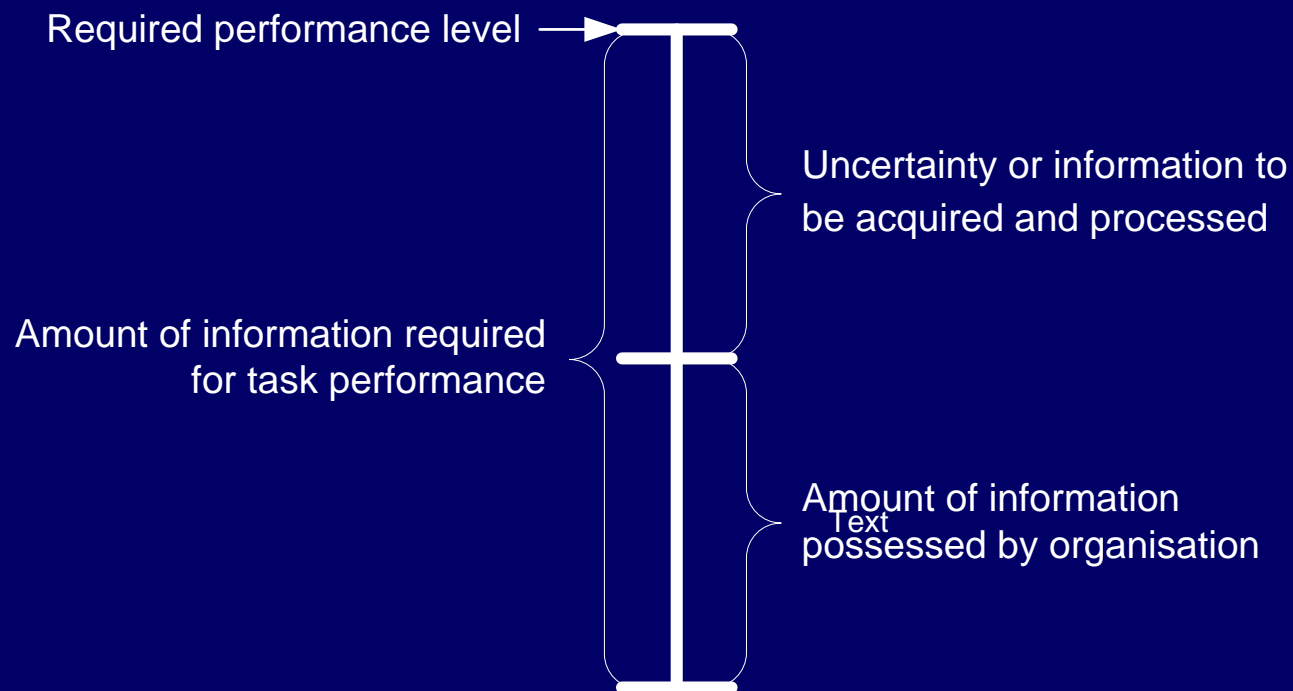 Required performance level
Uncertainty or information to
be acquired and processed
Amount of information required
for task performance
Amount of information
Text
possessed by organisation